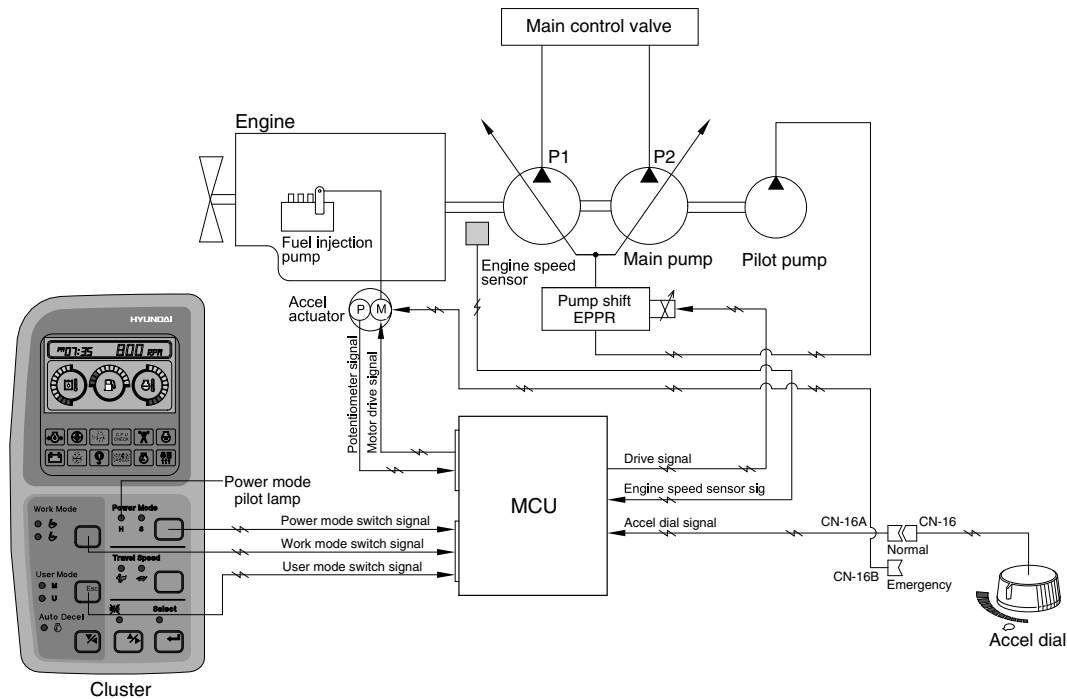 Main control valve
Engine
P1
P2
Fuel injection
pump
Engine speed
sensor
Main pump
Pilot pump
Accel
actuator
P
M
Pump shift
EPPR
HYUNDAI
PM07:35
800 RPM
CPU
CHECK
Potentiometer signal
Motor drive signal
MCU
Drive signal
Engine speed sensor sig
Accel dial signal
CN-16A
CN-16
Normal
CN-16B
Emergency
Accel dial
Power mode
pilot lamp
Power mode switch signal
Work mode switch signal
User mode switch signal
Work Mode
Power Mode
H
S
Travel Speed
User Mode
M
U
Esc
Auto Decel
Select
Cluster